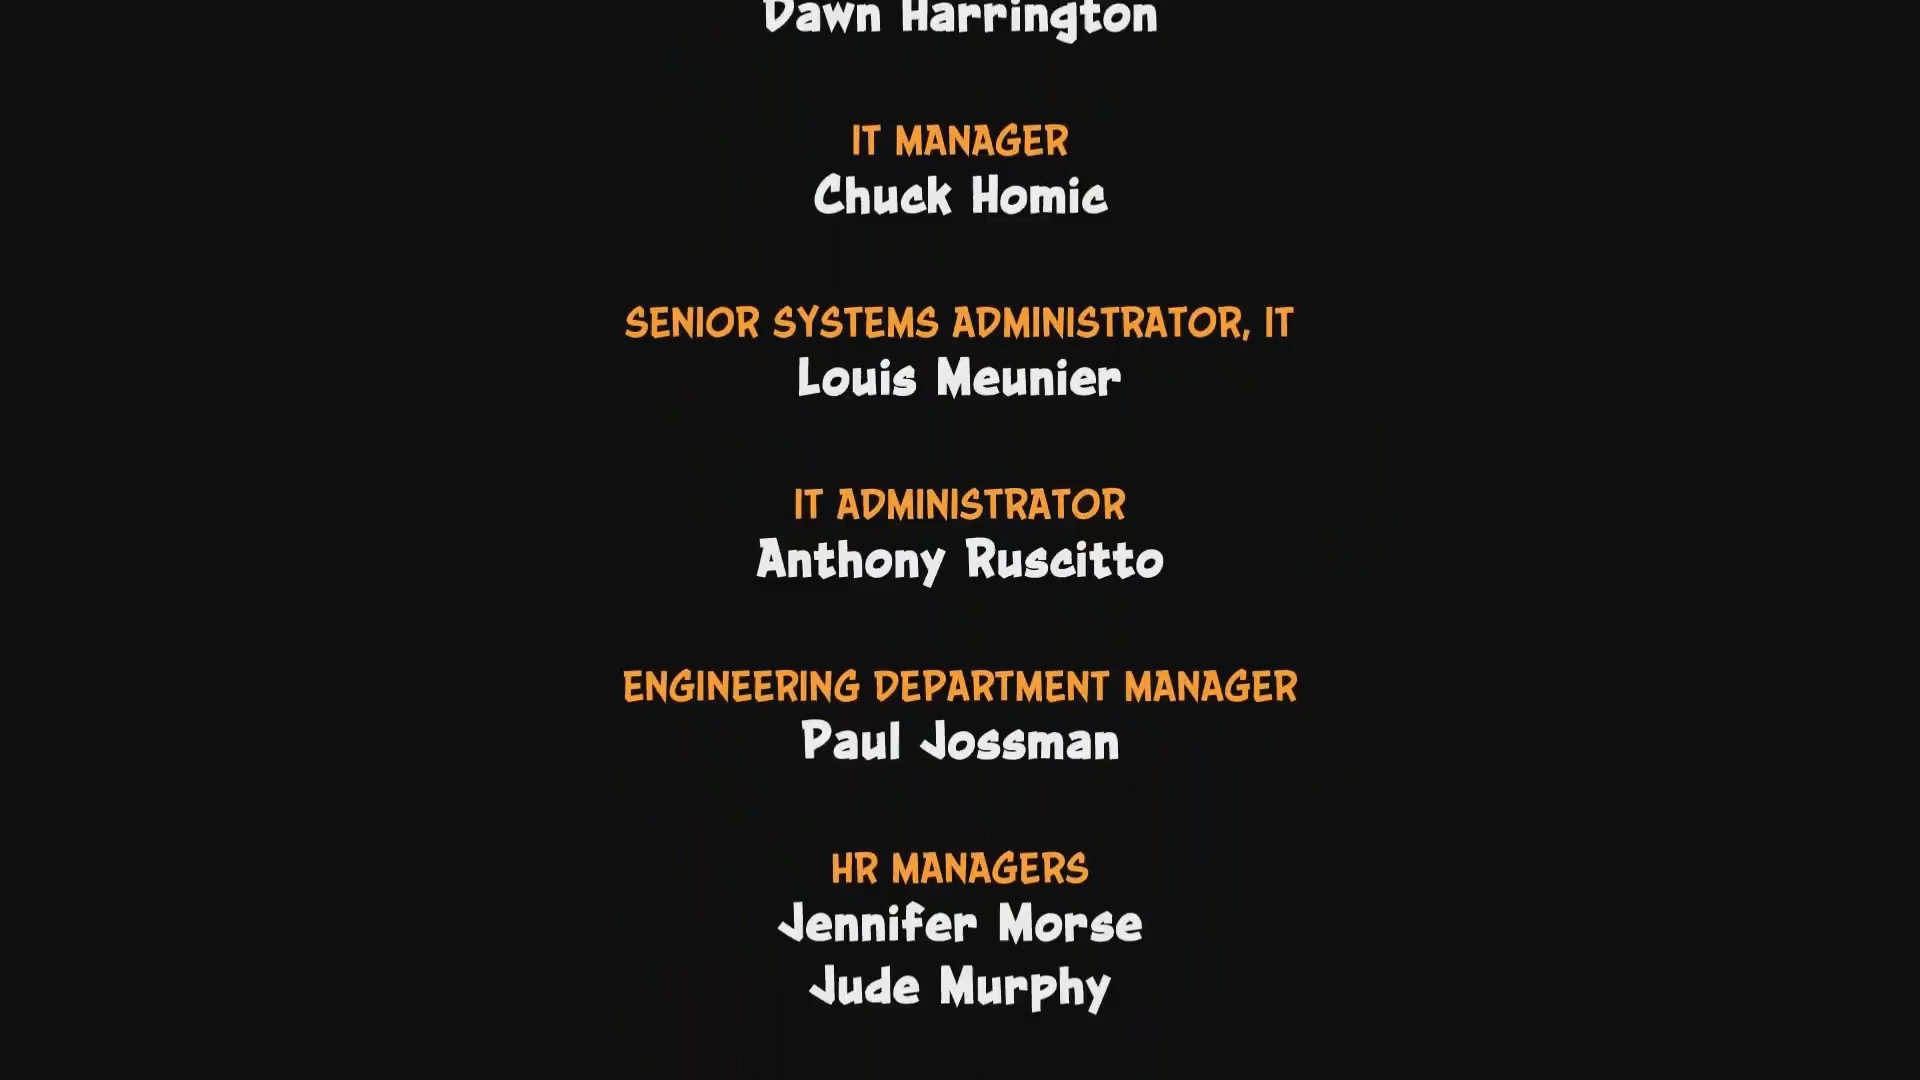 Dawn Harrington
IT MANAGER
Chuck Homic
SENIOR SYSTEMS ADMINISTRATOR, IT
Louis Meunier
IT ADMINISTRATOR
Anthony Ruscitto
ENGINEERING DEPARTMENT MANAGER
Paul Jossman
HR MANAGERS
Jennifer Morse
Jude Murphy